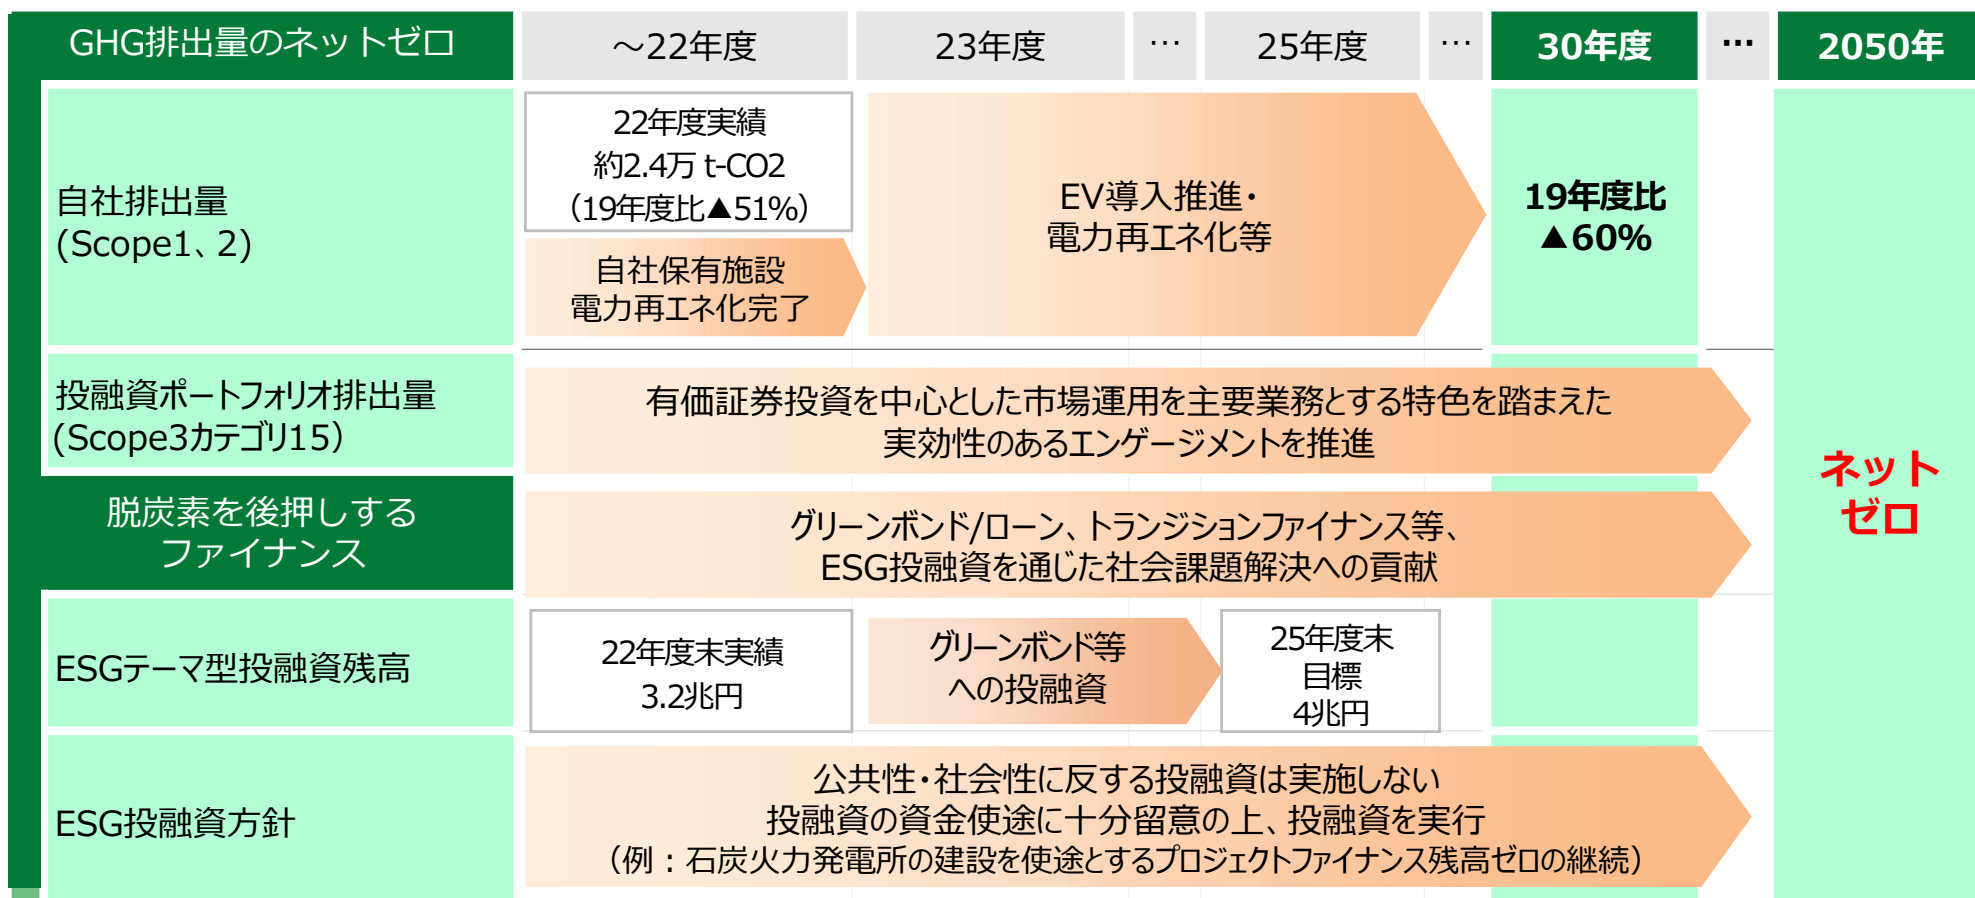 GHG排出量のネットゼロ
～22年度
23年度
…
25年度
…
30年度
…
2050年
自社排出量
(Scope1、2)
22年度実績
約2.4万 t-CO2
（19年度比▲51%）
自社保有施設
電力再エネ化完了
EV導入推進・
電力再エネ化等
19年度比
▲60%
投融資ポートフォリオ排出量
(Scope3カテゴリ15）
有価証券投資を中心とした市場運用を主要業務とする特色を踏まえた
実効性のあるエンゲージメントを推進
ネット
ゼロ
脱炭素を後押しする
ファイナンス
グリーンボンド/ローン、トランジションファイナンス等、
ESG投融資を通じた社会課題解決への貢献
ESGテーマ型投融資残高
22年度末実績
3.2兆円
グリーンボンド等
への投融資
25年度末
目標
4兆円
ESG投融資方針
公共性・社会性に反する投融資は実施しない
投融資の資金使途に十分留意の上、投融資を実行
（例：石炭火力発電所の建設を使途とするプロジェクトファイナンス残高ゼロの継続）